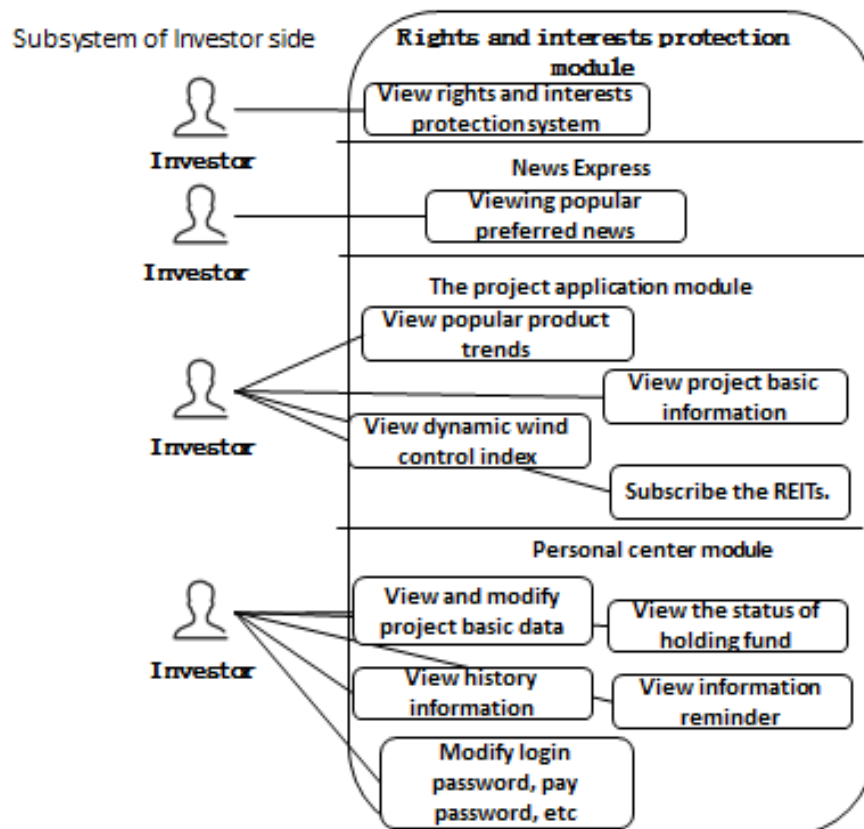 Subsystem of Investor side
Rights and interests protection
module
View rights and interests
protection system
Investor
News Express
Viewing popular
preferred news
Investor
The project application module
View popular product
trends
View project basic
information
Investor
View dynamic wind
control index
Subscribe the REITs.
Personal center module
View and modify
project basic data
View the status of
holding fund
Investor
View history
information
View information
reminder
Modify login
password, pay
password, etc